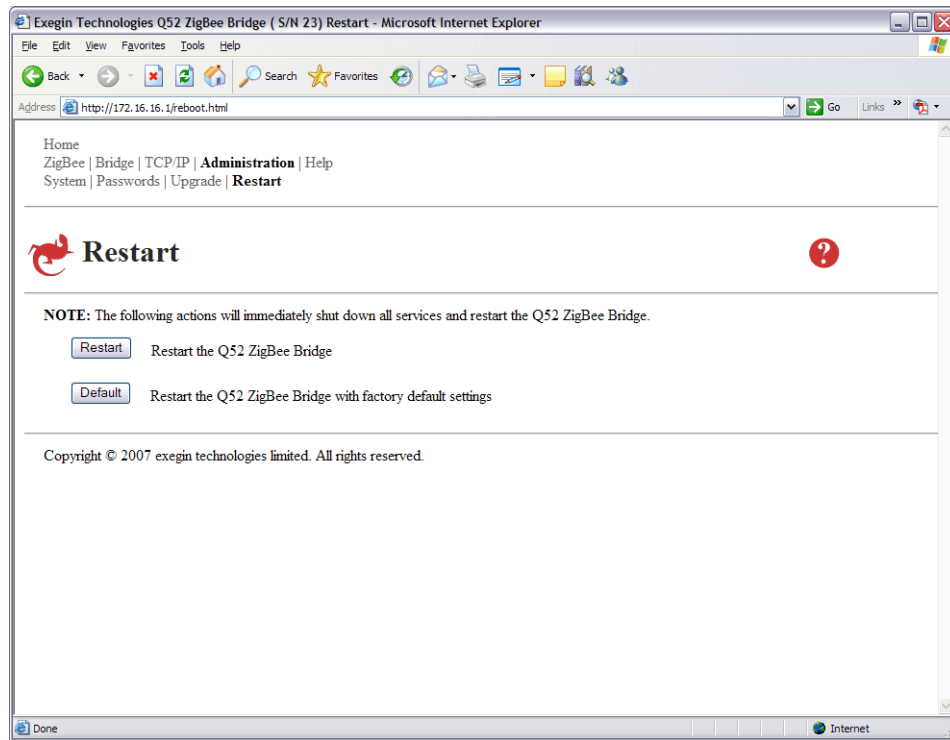 Exegin Technologies Q52 ZigBee Bridge ( S/N 23) Restart - Microsoft Internet Explorer
File Edit View Favorites Tools Help
Back Search Favorites
Address http://172.16.16.1/reboot.html Go Links »
Home
ZigBee | Bridge | TCP/IP | Administration | Help
System | Passwords | Upgrade | Restart
Restart ?
NOTE: The following actions will immediately shut down all services and restart the Q52 ZigBee Bridge.
Restart Restart the Q52 ZigBee Bridge
Default Restart the Q52 ZigBee Bridge with factory default settings
Copyright © 2007 exegin technologies limited. All rights reserved.
Done Internet